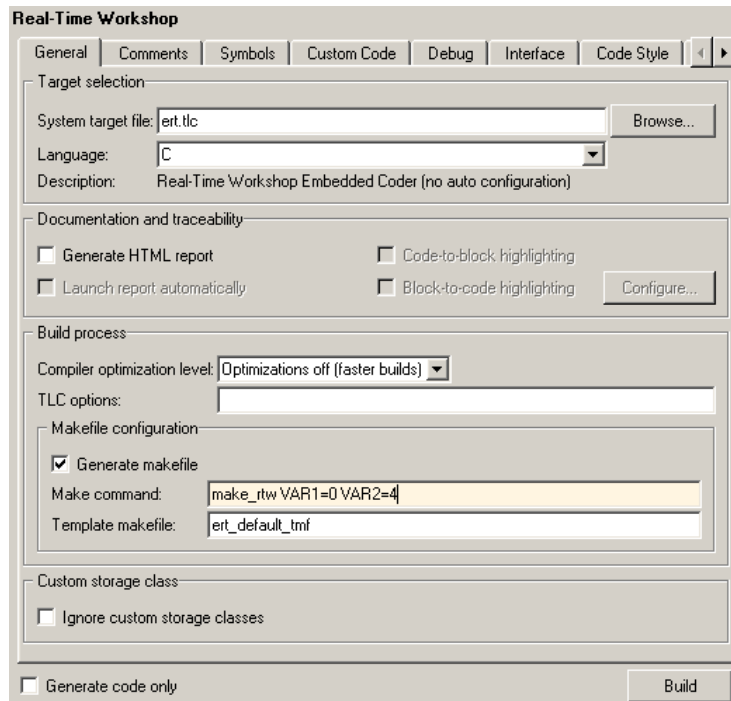 Real-Time Workshop
General Comments Symbols Custom Code Debug Interface Code Style
Target selection
System target file: ert.tlc Browse...
Language: C
Description: Real-Time Workshop Embedded Coder (no auto configuration)
Documentation and traceability
Generate HTML report Code-to-block highlighting
Launch report automatically Block-to-code highlighting Configure...
Build process
Compiler optimization level: Optimizations off (faster builds)
TLC options:
Makefile configuration
Generate makefile
Make command: make_rtw VAR1=0 VAR2=4
Template makefile: ert_default_tmf
Custom storage class
Ignore custom storage classes
Generate code only Build